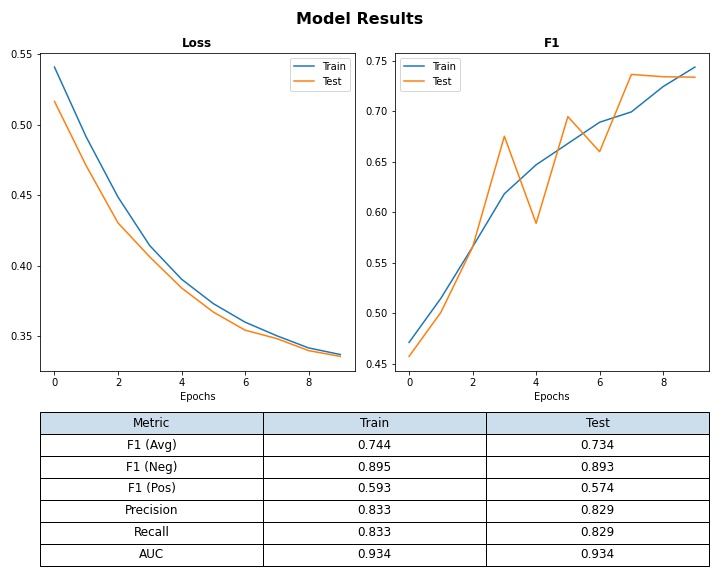 Model Results
Loss
0.55
0.50
0.45
0.40
0.35
0 2 4 6 8
Epochs
Train
Test
F1
0.75
0.70
0.65
0.60
0.55
0.50
0.45
0 2 4 6 8
Epochs
Train
Test
Metric Train Test
F1 (Avg) 0.744 0.734
F1 (Neg) 0.895 0.893
F1 (Pos) 0.593 0.574
Precision 0.833 0.829
Recall 0.833 0.829
AUC 0.934 0.934